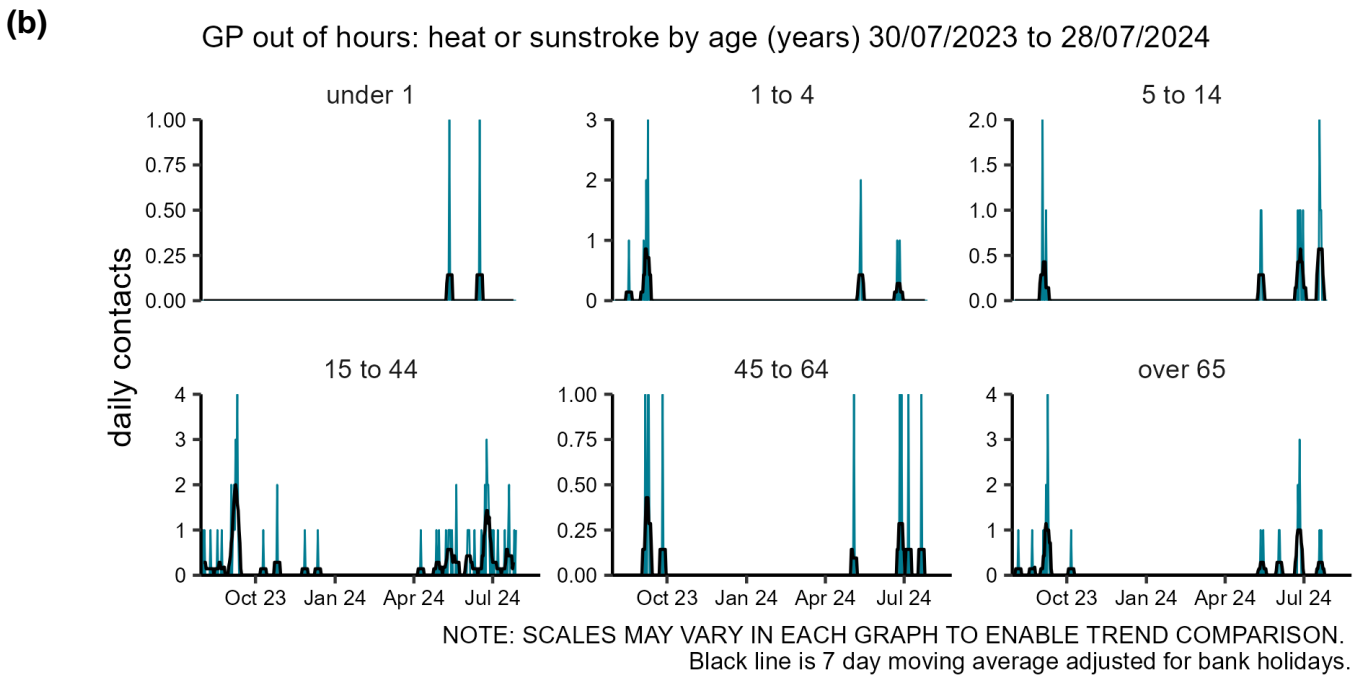 (b)
GP out of hours: heat or sunstroke by age (years) 30/07/2023 to 28/07/2024
daily contacts
under 1
1.00
0.75
0.50
0.25
0.00
1 to 4
3
2
1
0
5 to 14
2.0
1.5
1.0
0.5
0.0
15 to 44
4
3
2
1
0
Oct 23 Jan 24 Apr 24 Jul 24
45 to 64
1.00
0.75
0.50
0.25
0.00
Oct 23 Jan 24 Apr 24 Jul 24
over 65
4
3
2
1
0
Oct 23 Jan 24 Apr 24 Jul 24
NOTE: SCALES MAY VARY IN EACH GRAPH TO ENABLE TREND COMPARISON.
Black line is 7 day moving average adjusted for bank holidays.